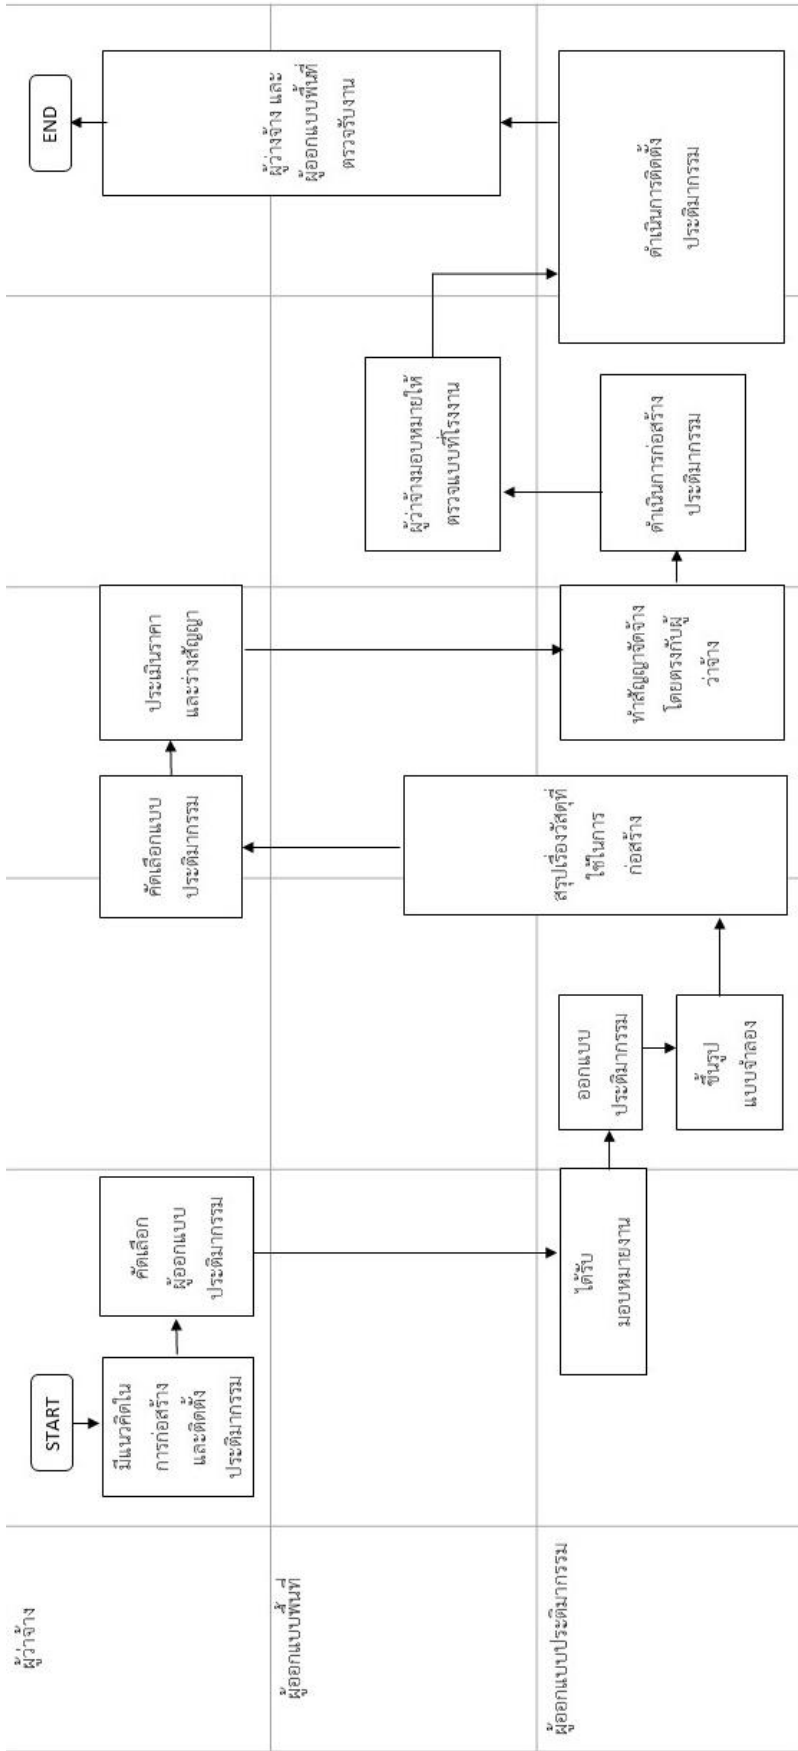 ผู้ว่าจ้าง
START
มีแนวคิดใน
การก่อสร้าง
และติดตั้ง
ประติมากรรม
คัดเลือก
ผู้ออกแบบ
ประติมากรรม
คัดเลือกแบบ
ประติมากรรม
ประเมินราคา
และร่างสัญญา
END
ผู้ว่างจ้าง และ
ผู้ออกแบบพื้นที่
ตรวจรับงาน
ผู้ออกแบบพื้นที่
สรุปเรื่องวัสดุที่
ใช้ในการ
ก่อสร้าง
ผู้ว่าจ้างมอบหมายให้
ตรวจแบบที่โรงงาน
ผู้ออกแบบประติมากรรม
ได้รับ
มอบหมายงาน
ออกแบบ
ประติมากรรม
ขึ้นรูป
แบบจำลอง
ทำสัญญาจัดจ้าง
โดยตรงกับผู้
ว่าจ้าง
ดำเนินการก่อสร้าง
ประติมากรรม
ดำเนินการติดตั้ง
ประติมากรรม